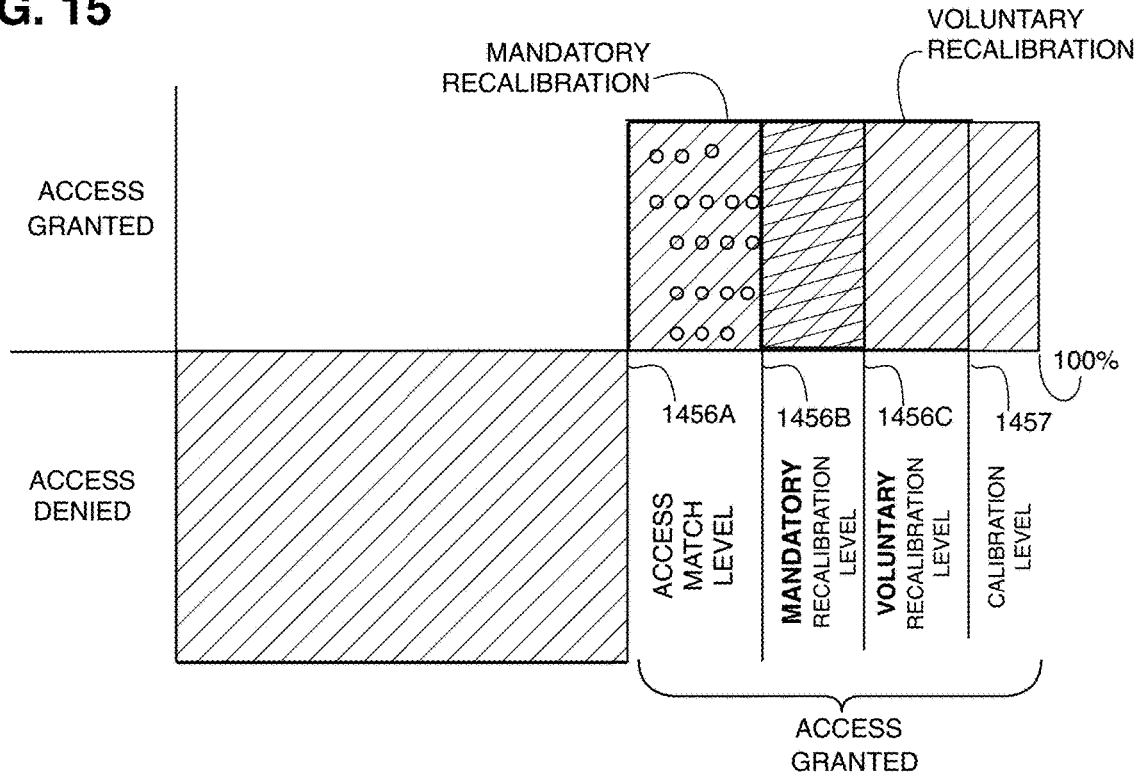 G. 15
VOLUNTARY
RECALIBRATION
MANDATORY
RECALIBRATION
ACCESS
GRANTED
100%
1456A
1456B
1456C
1457
ACCESS
DENIED
ACCESS
MATCH
LEVEL
MANDATORY
RECALIBRATION
LEVEL
VOLUNTARY
RECALIBRATION
LEVEL
CALIBRATION
LEVEL
ACCESS
GRANTED